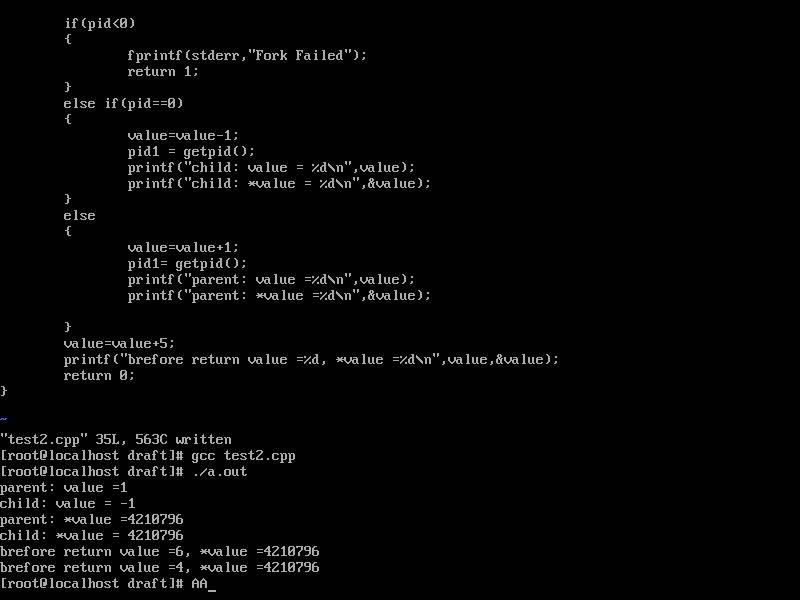 if(pid<0)
        {
                fprintf(stderr,"Fork Failed");
                return 1;
        }
        else if(pid==0)
        {
                value=value-1;
                pid1 = getpid();
                printf("child: value = %d\n",value);
                printf("child: *value = %d\n",&value);
        }
        else
        {
                value=value+1;
                pid1= getpid();
                printf("parent: value =%d\n",value);
                printf("parent: *value =%d\n",&value);
        }
        value=value+5;
        printf("brefore return value =%d, *value =%d\n",value,&value);
        return 0;
}
~
"test2.cpp" 35L, 563C written
[root@localhost draft]# gcc test2.cpp
[root@localhost draft]# ./a.out
parent: value =1
child: value = -1
parent: *value =4210796
child: *value = 4210796
brefore return value =6, *value =4210796
brefore return value =4, *value =4210796
[root@localhost draft]# AA_